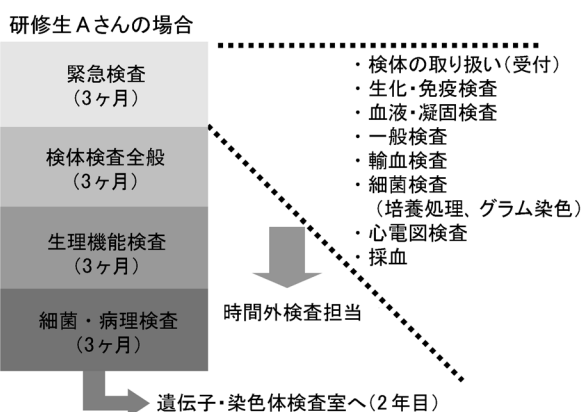 研修生Aさんの場合
緊急検査
(3ヶ月)
検体検査全般
(3ヶ月)
生理機能検査
(3ヶ月)
細菌・病理検査
(3ヶ月)
・検体の取り扱い(受付)
・生化・免疫検査
・血液・凝固検査
・一般検査
・輸血検査
・細菌検査
(培養処理、グラム染色)
・心電図検査
・採血
時間外検査担当
遺伝子・染色体検査室へ(2年目)